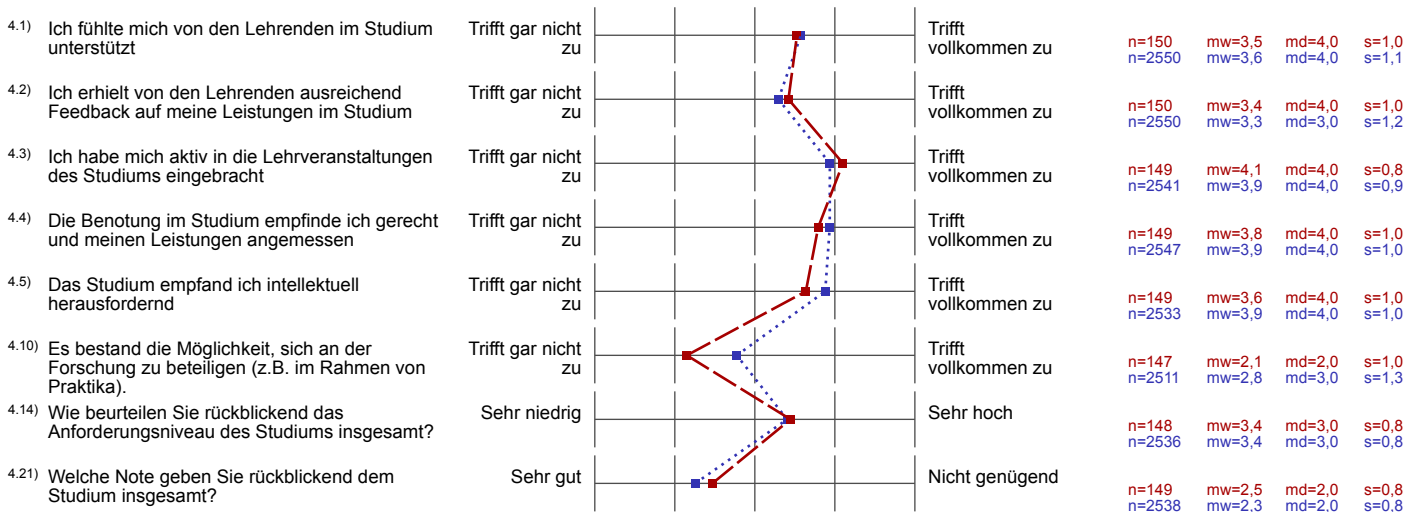 4.1) Ich fühlte mich von den Lehrenden im Studium
unterstützt
Trifft gar nicht
zu
Trifft
vollkommen zu
n=150 mw=3,5 md=4,0 s=1,0
n=2550 mw=3,6 md=4,0 s=1,1
4.2) Ich erhielt von den Lehrenden ausreichend
Feedback auf meine Leistungen im Studium
Trifft gar nicht
zu
Trifft
vollkommen zu
n=150 mw=3,4 md=4,0 s=1,0
n=2550 mw=3,3 md=3,0 s=1,2
4.3) Ich habe mich aktiv in die Lehrveranstaltungen
des Studiums eingebracht
Trifft gar nicht
zu
Trifft
vollkommen zu
n=149 mw=4,1 md=4,0 s=0,8
n=2541 mw=3,9 md=4,0 s=0,9
4.4) Die Benotung im Studium empfinde ich gerecht
und meinen Leistungen angemessen
Trifft gar nicht
zu
Trifft
vollkommen zu
n=149 mw=3,8 md=4,0 s=1,0
n=2547 mw=3,9 md=4,0 s=1,0
4.5) Das Studium empfand ich intellektuell
herausfordernd
Trifft gar nicht
zu
Trifft
vollkommen zu
n=149 mw=3,6 md=4,0 s=1,0
n=2533 mw=3,9 md=4,0 s=1,0
4.10) Es bestand die Möglichkeit, sich an der
Forschung zu beteiligen (z.B. im Rahmen von
Praktika).
Trifft gar nicht
zu
Trifft
vollkommen zu
n=147 mw=2,1 md=2,0 s=1,0
n=2511 mw=2,8 md=3,0 s=1,3
4.14) Wie beurteilen Sie rückblickend das
Anforderungsniveau des Studiums insgesamt?
Sehr niedrig
Sehr hoch
n=148 mw=3,4 md=3,0 s=0,8
n=2536 mw=3,4 md=3,0 s=0,8
4.21) Welche Note geben Sie rückblickend dem
Studium insgesamt?
Sehr gut
Nicht genügend
n=149 mw=2,5 md=2,0 s=0,8
n=2538 mw=2,3 md=2,0 s=0,8